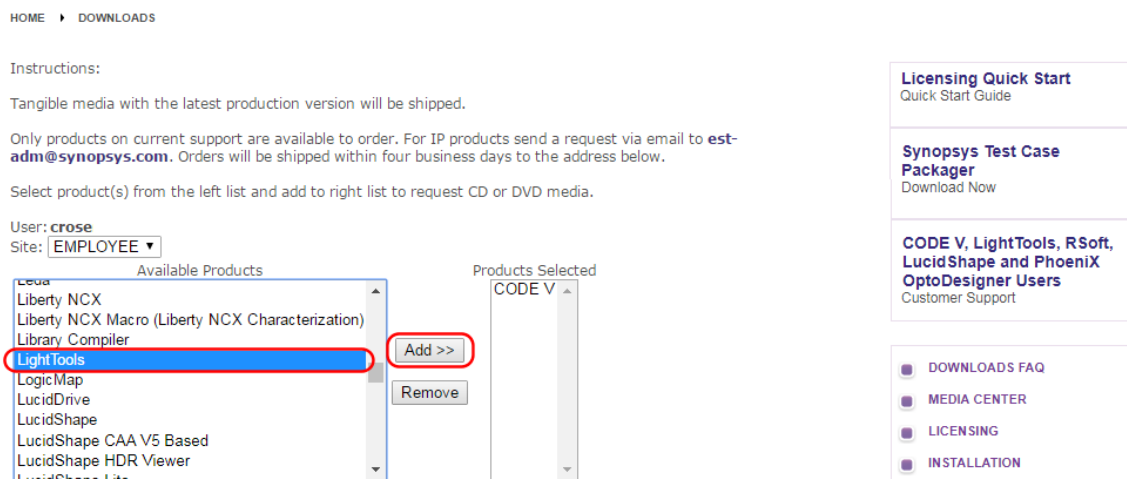 HOME ▸ DOWNLOADS
Instructions:
Tangible media with the latest production version will be shipped.
Only products on current support are available to order. For IP products send a request via email to est-
adm@synopsys.com. Orders will be shipped within four business days to the address below.
Select product(s) from the left list and add to right list to request CD or DVD media.
User: crose
Site: EMPLOYEE ▼
Available Products
Leda
Liberty NCX
Liberty NCX Macro (Liberty NCX Characterization)
Library Compiler
LightTools
LogicMap
LucidDrive
LucidShape
LucidShape CAA V5 Based
LucidShape HDR Viewer
LucidShape Lite
Add >>
Remove
Products Selected
CODE V
Licensing Quick Start
Quick Start Guide
Synopsys Test Case
Packager
Download Now
CODE V, LightTools, RSoft,
LucidShape and PhoeniX
OptoDesigner Users
Customer Support
DOWNLOADS FAQ
MEDIA CENTER
LICENSING
INSTALLATION